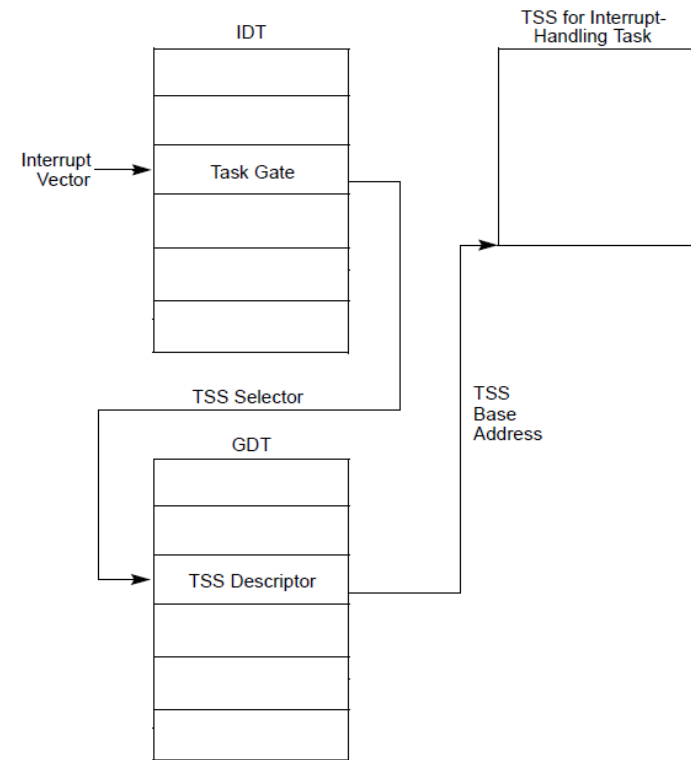 IDT
TSS for Interrupt-
Handling Task
Interrupt
Vector
Task Gate
TSS Selector
TSS
Base
Address
GDT
TSS Descriptor